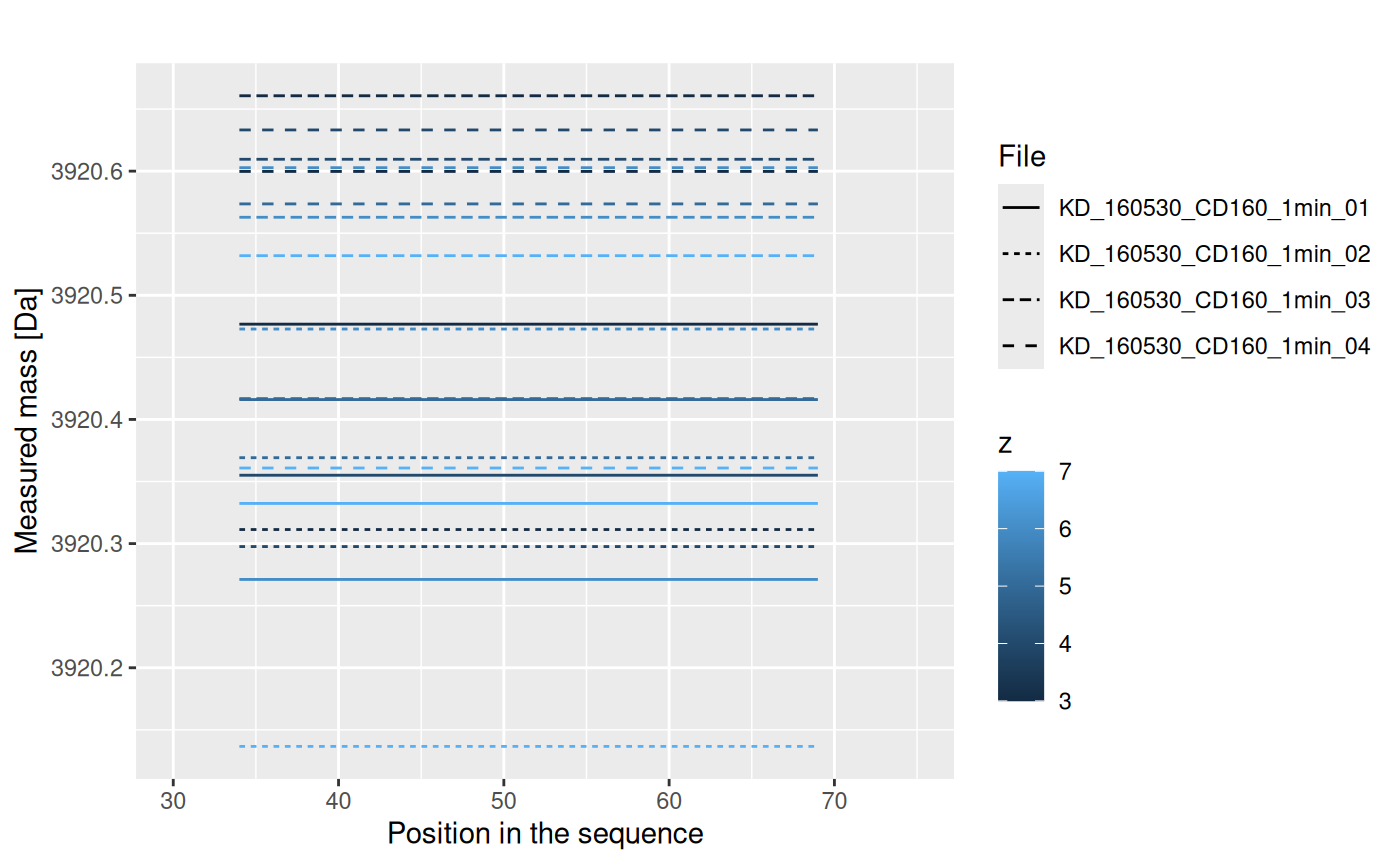 Measured mass [Da]
3920.6
3920.5
3920.4
3920.3
3920.2
30 40 50 60 70
Position in the sequence
File
KD_160530_CD160_1min_01
KD_160530_CD160_1min_02
KD_160530_CD160_1min_03
KD_160530_CD160_1min_04
z
7
6
5
4
3